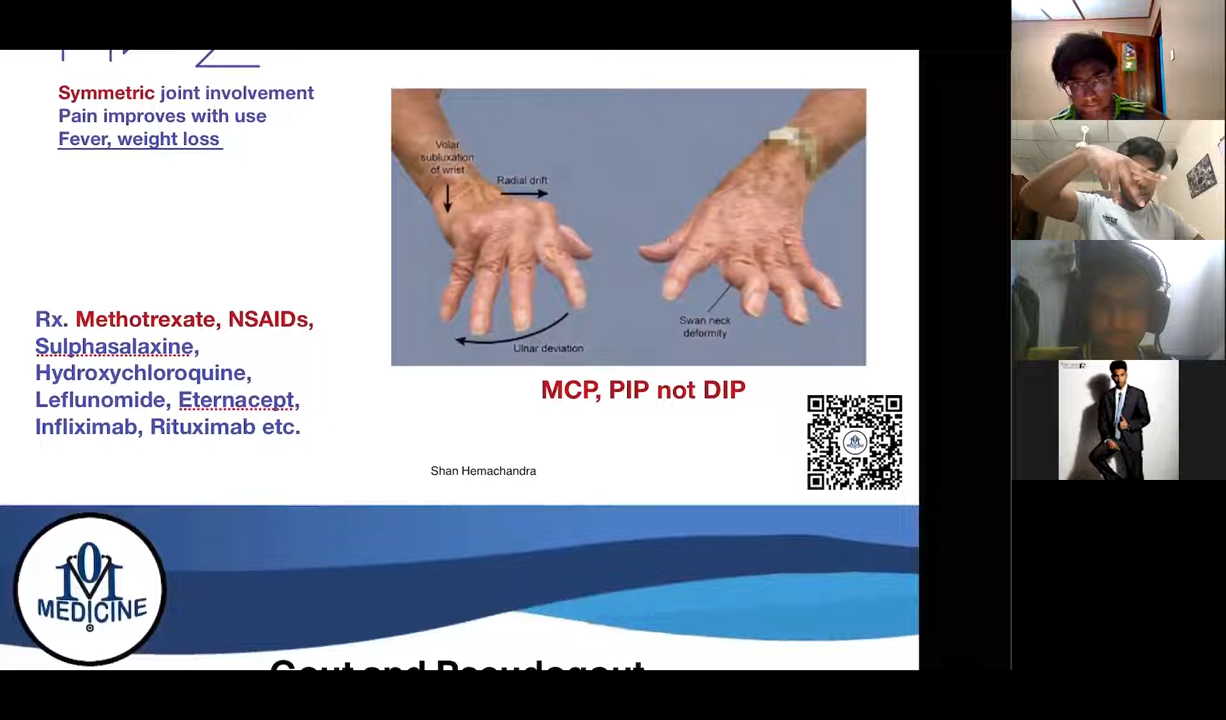 Symmetric joint involvement
Pain improves with use
Fever, weight loss
Volar
subluxation
of wrist
Radial drift
Ulnar deviation
Swan neck
deformity
MCP, PIP not DIP
Rx. Methotrexate, NSAIDs,
Sulphasalaxine,
Hydroxychloroquine,
Leflunomide, Eternacept,
Infliximab, Rituximab etc.
Shan Hemachandra
OM
MEDICINE
Gout and Pseudogout